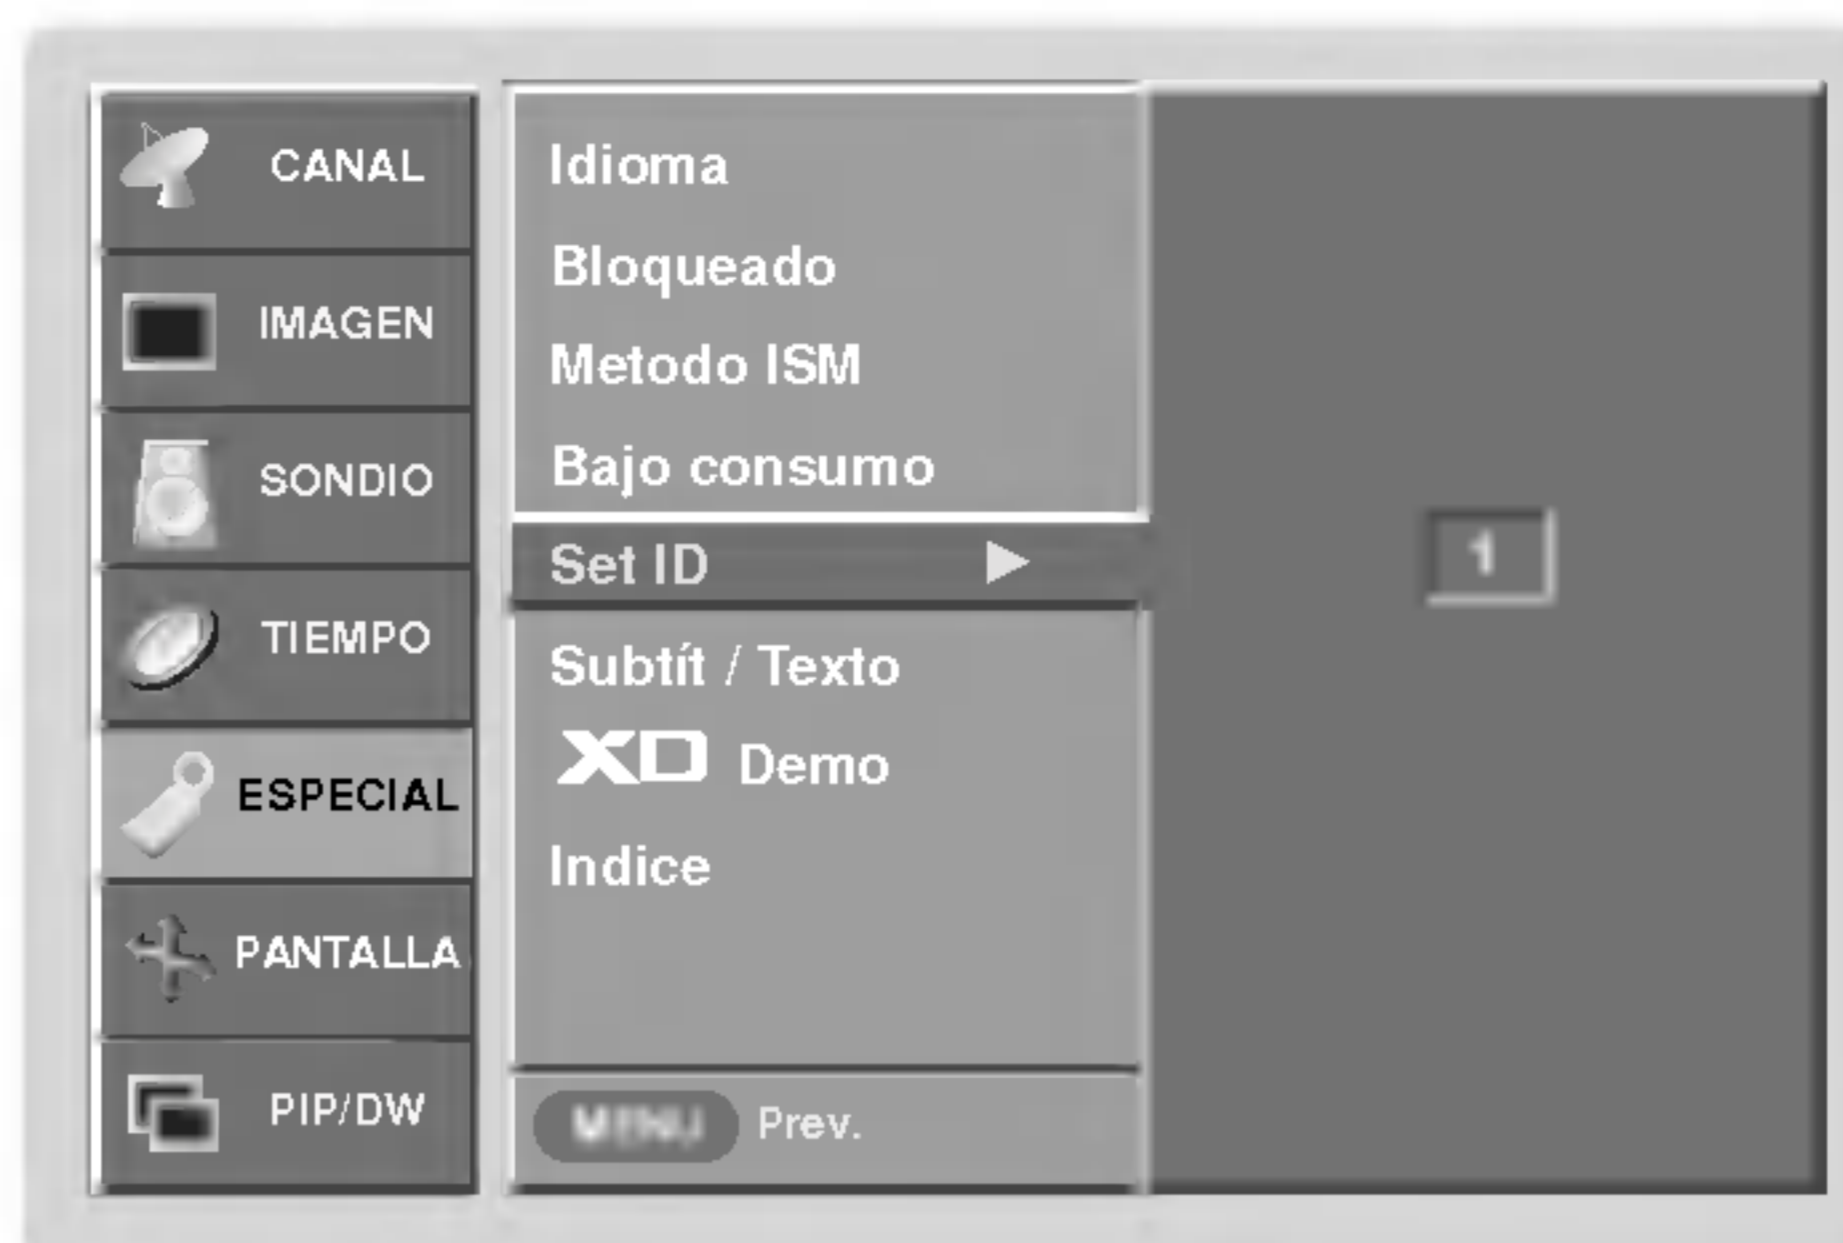 CANAL
IMAGEN
SONDIO
TIEMPO
ESPECIAL
PANTALLA
PIP/DW
Idioma
Bloqueado
Metodo ISM
Bajo consumo
Set ID ▶
Subtít / Texto
XD Demo
Indice
MENU Prev.
1